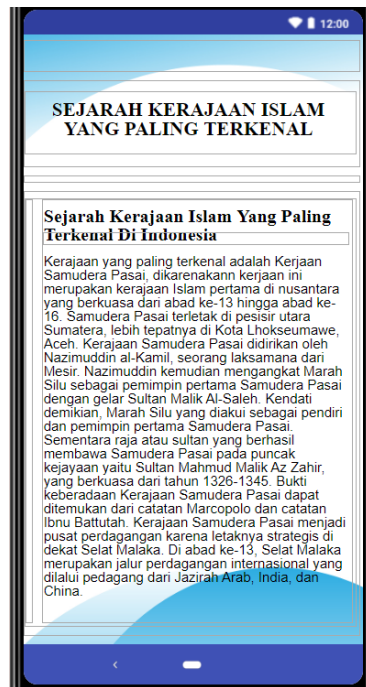 12:00
SEJARAH KERAJAAN ISLAM
YANG PALING TERKENAL
Sejarah Kerajaan Islam Yang Paling
Terkenal Di Indonesia
Kerajaan yang paling terkenal adalah Kerjaan
Samudera Pasai, dikarenakann kerjaan ini
merupakan kerajaan Islam pertama di nusantara
yang berkuasa dari abad ke-13 hingga abad ke-
16. Samudera Pasai terletak di pesisir utara
Sumatera, lebih tepatnya di Kota Lhokseumawe,
Aceh. Kerajaan Samudera Pasai didirikan oleh
Nazimuddin al-Kamil, seorang laksamana dari
Mesir. Nazimuddin kemudian mengangkat Marah
Silu sebagai pemimpin pertama Samudera Pasai
dengan gelar Sultan Malik Al-Saleh. Kendati
demikian, Marah Silu yang diakui sebagai pendiri
dan pemimpin pertama Samudera Pasai.
Sementara raja atau sultan yang berhasil
membawa Samudera Pasai pada puncak
kejayaan yaitu Sultan Mahmud Malik Az Zahir,
yang berkuasa dari tahun 1326-1345. Bukti
keberadaan Kerajaan Samudera Pasai dapat
ditemukan dari catatan Marcopolo dan catatan
Ibnu Battutah. Kerajaan Samudera Pasai menjadi
pusat perdagangan karena letaknya strategis di
dekat Selat Malaka. Di abad ke-13, Selat Malaka
merupakan jalur perdagangan internasional yang
dilalui pedagang dari Jazirah Arab, India, dan
China.